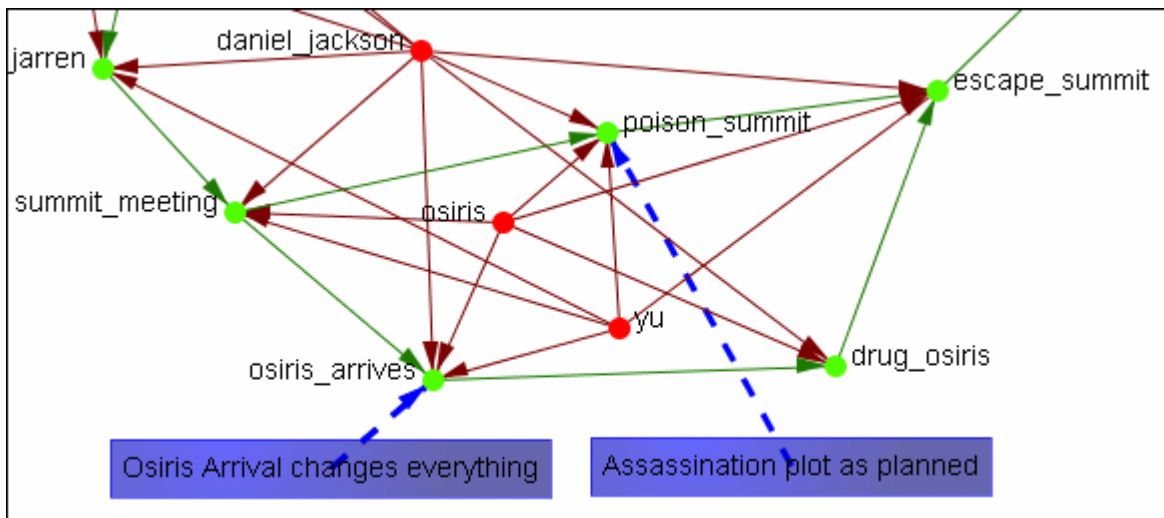 daniel_jackson
jarren
escape_summit
poison_summit
summit_meeting
osiris
yu
osiris_arrives
drug_osiris
Osiris Arrival changes everything
Assassination plot as planned